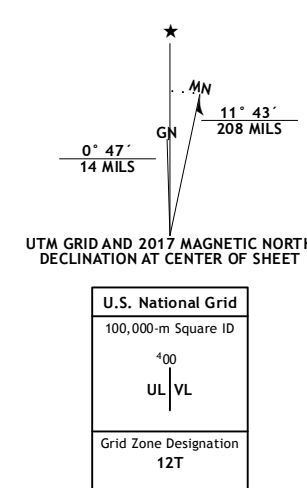 ★
MN
GN
11° 43´
208 MILS
0° 47´
14 MILS
UTM GRID AND 2017 MAGNETIC NORTH
DECLINATION AT CENTER OF SHEET
U.S. National Grid
100,000-m Square ID
⁴00
UL VL
Grid Zone Designation
12T